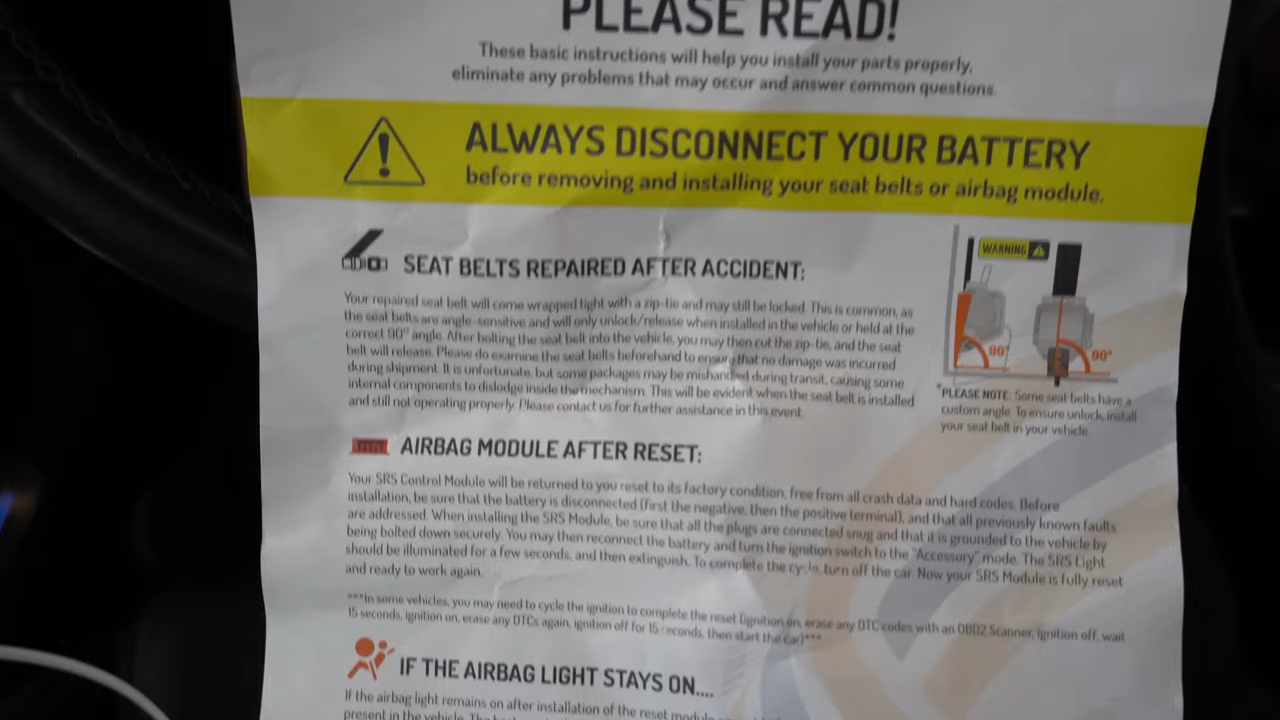 PLEASE READ!
These basic instructions will help you install your parts properly,
eliminate any problems that may occur and answer common questions.
ALWAYS DISCONNECT YOUR BATTERY
before removing and installing your seat belts or airbag module.
SEAT BELTS REPAIRED AFTER ACCIDENT:
Your repaired seat belt will come wrapped tight with a zip-tie and may still be locked. This is common, as
the seat belts are angle-sensitive and will only unlock/release when installed in the vehicle or held at the
correct 90° angle. After bolting the seat belt into the vehicle, you may then cut the zip-tie, and the seat
belt will release. Please do examine the seat belts beforehand to ensure that no damage was incurred
during shipment. It is unfortunate, but some packages may be mishandled during transit, causing some
internal components to dislodge inside the mechanism. This will be evident when the seat belt is installed
and still not operating properly. Please contact us for further assistance in this event.
WARNING
90°
90°
*PLEASE NOTE: Some seat belts have a
custom angle. To ensure unlock, install
your seat belt in your vehicle.
AIRBAG MODULE AFTER RESET:
Your SRS Control Module will be returned to you reset to its factory condition, free from all crash data and hard codes. Before
installation, be sure that the battery is disconnected (first the negative, then the positive terminal), and that all previously known faults
are addressed. When installing the SRS Module, be sure that all the plugs are connected snug and that it is grounded to the vehicle by
being bolted down securely. You may then reconnect the battery and turn the ignition switch to the "Accessory" mode. The SRS Light
should be illuminated for a few seconds, and then extinguish. To complete the cycle, turn off the car. Now your SRS Module is fully reset
and ready to work again.
***In some vehicles, you may need to cycle the ignition to complete the reset (ignition on, erase any DTC codes with an OBD2 Scanner, ignition off, wait
15 seconds, ignition on, erase any DTCs again, ignition off for 15 seconds, then start the car)***
IF THE AIRBAG LIGHT STAYS ON....
If the airbag light remains on after installation of the reset module
present in the vehicle. The